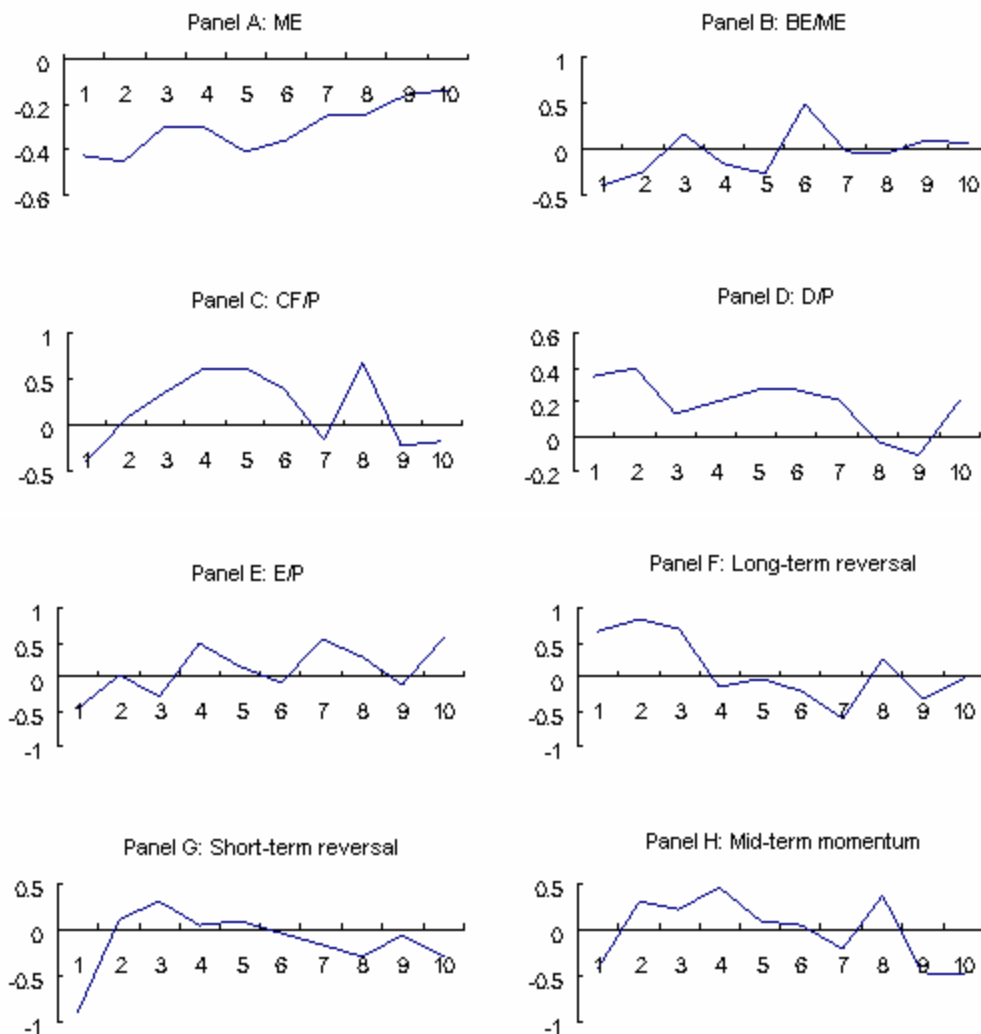 Panel A: ME
0
-0.2
-0.4
-0.6
1 2 3 4 5 6 7 8 9 10
Panel B: BE/ME
1
0.5
0
-0.5
1 2 3 4 5 6 7 8 9 10
Panel C: CF/P
1
0.5
0
-0.5
1 2 3 4 5 6 7 8 9 10
Panel D: D/P
0.6
0.4
0.2
0
-0.2
1 2 3 4 5 6 7 8 9 10
Panel E: E/P
1
0.5
0
-0.5
-1
1 2 3 4 5 6 7 8 9 10
Panel F: Long-term reversal
1
0.5
0
-0.5
-1
1 2 3 4 5 6 7 8 9 10
Panel G: Short-term reversal
0.5
0
-0.5
-1
1 2 3 4 5 6 7 8 9 10
Panel H: Mid-term momentum
0.5
0
-0.5
-1
1 2 3 4 5 6 7 8 9 10